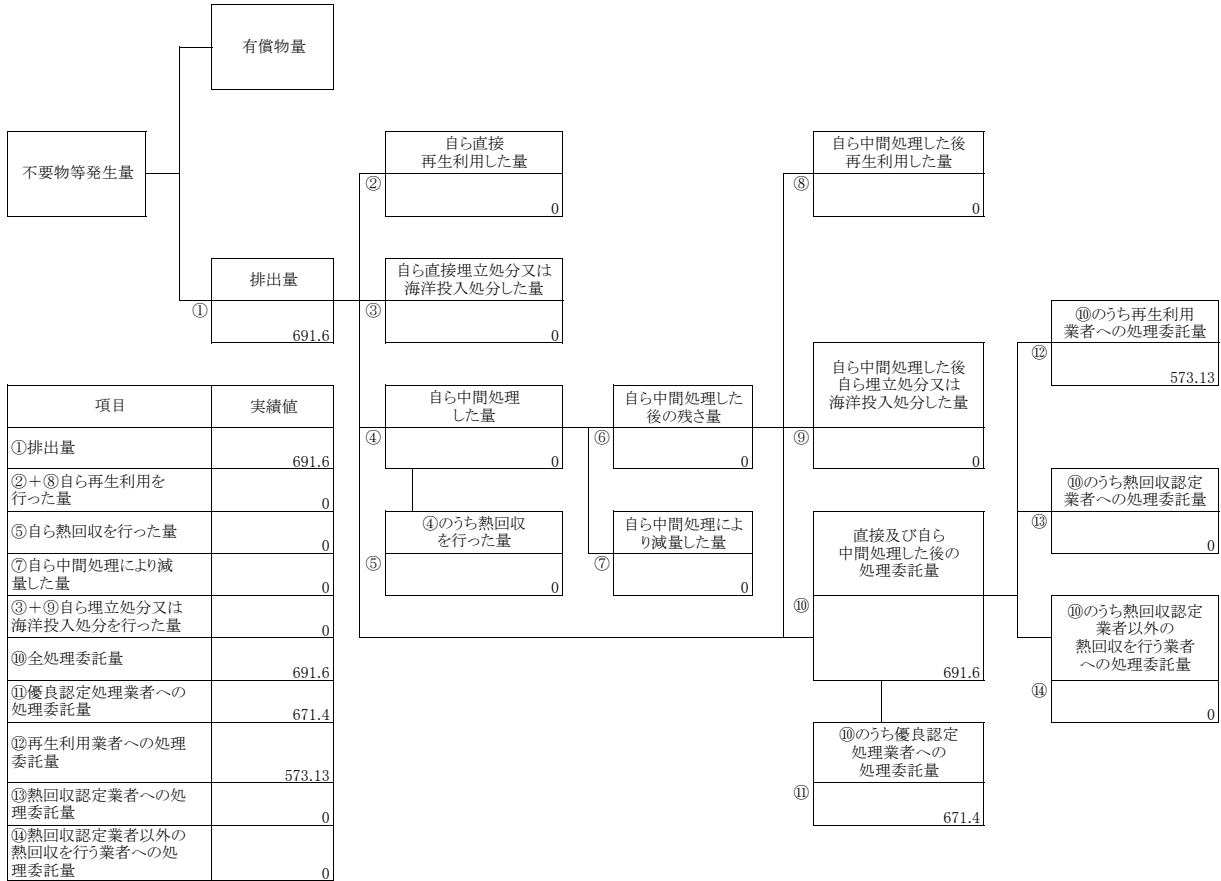 有償物量
不要物等発生量
自ら直接
再生利用した量
②
0
自ら中間処理した後
再生利用した量
⑧
0
排出量
①
691.6
自ら直接埋立処分又は
海洋投入処分した量
③
0
⑩のうち再生利用
業者への処理委託量
⑫
573.13
自ら中間処理
した量
④
0
自ら中間処理した
後の残さ量
⑥
0
自ら中間処理した後
自ら埋立処分又は
海洋投入処分した量
⑨
0
⑩のうち熱回収認定
業者への処理委託量
⑬
0
④のうち熱回収
を行った量
⑤
0
自ら中間処理によ
り減量した量
⑦
0
直接及び自ら
中間処理した後の
処理委託量
⑩
691.6
⑩のうち熱回収認定
業者以外の
熱回収を行う業者
への処理委託量
⑭
0
⑩のうち優良認定
処理業者への
処理委託量
⑪
671.4
項目 実績値
①排出量
691.6
②＋⑧自ら再生利用を
行った量
0
⑤自ら熱回収を行った量
0
⑦自ら中間処理により減
量した量
0
③＋⑨自ら埋立処分又は
海洋投入処分を行った量
0
⑩全処理委託量
691.6
⑪優良認定処理業者への
処理委託量
671.4
⑫再生利用業者への処理
委託量
573.13
⑬熱回収認定業者への処
理委託量
0
⑭熱回収認定業者以外の
熱回収を行う業者への処
理委託量
0